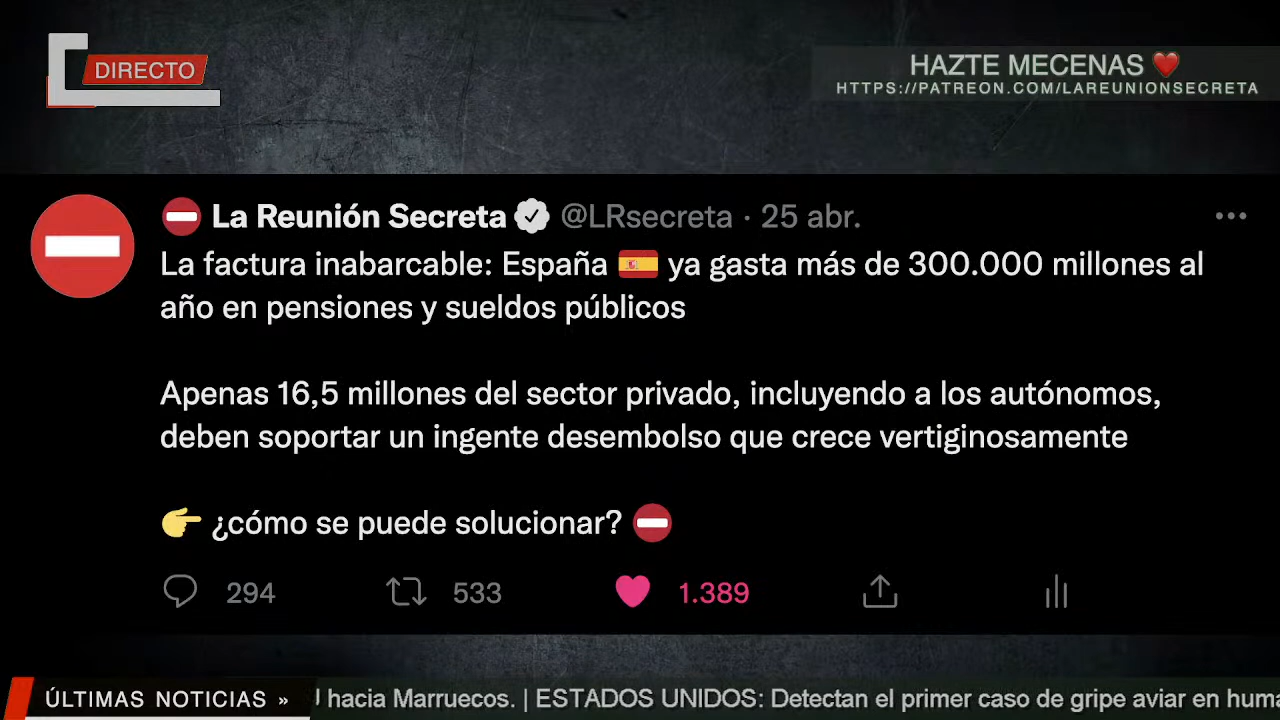 DIRECTO
HAZTE MECENAS ❤️
HTTPS://PATREON.COM/LAREUNIONSECRETA
⛔ La Reunión Secreta @LRsecreta · 25 abr.
La factura inabarcable: España 🇪🇸 ya gasta más de 300.000 millones al
año en pensiones y sueldos públicos
Apenas 16,5 millones del sector privado, incluyendo a los autónomos,
deben soportar un ingente desembolso que crece vertiginosamente
👉 ¿cómo se puede solucionar? ⛔
294 533 1.389
ÚLTIMAS NOTICIAS » hacia Marruecos. | ESTADOS UNIDOS: Detectan el primer caso de gripe aviar en